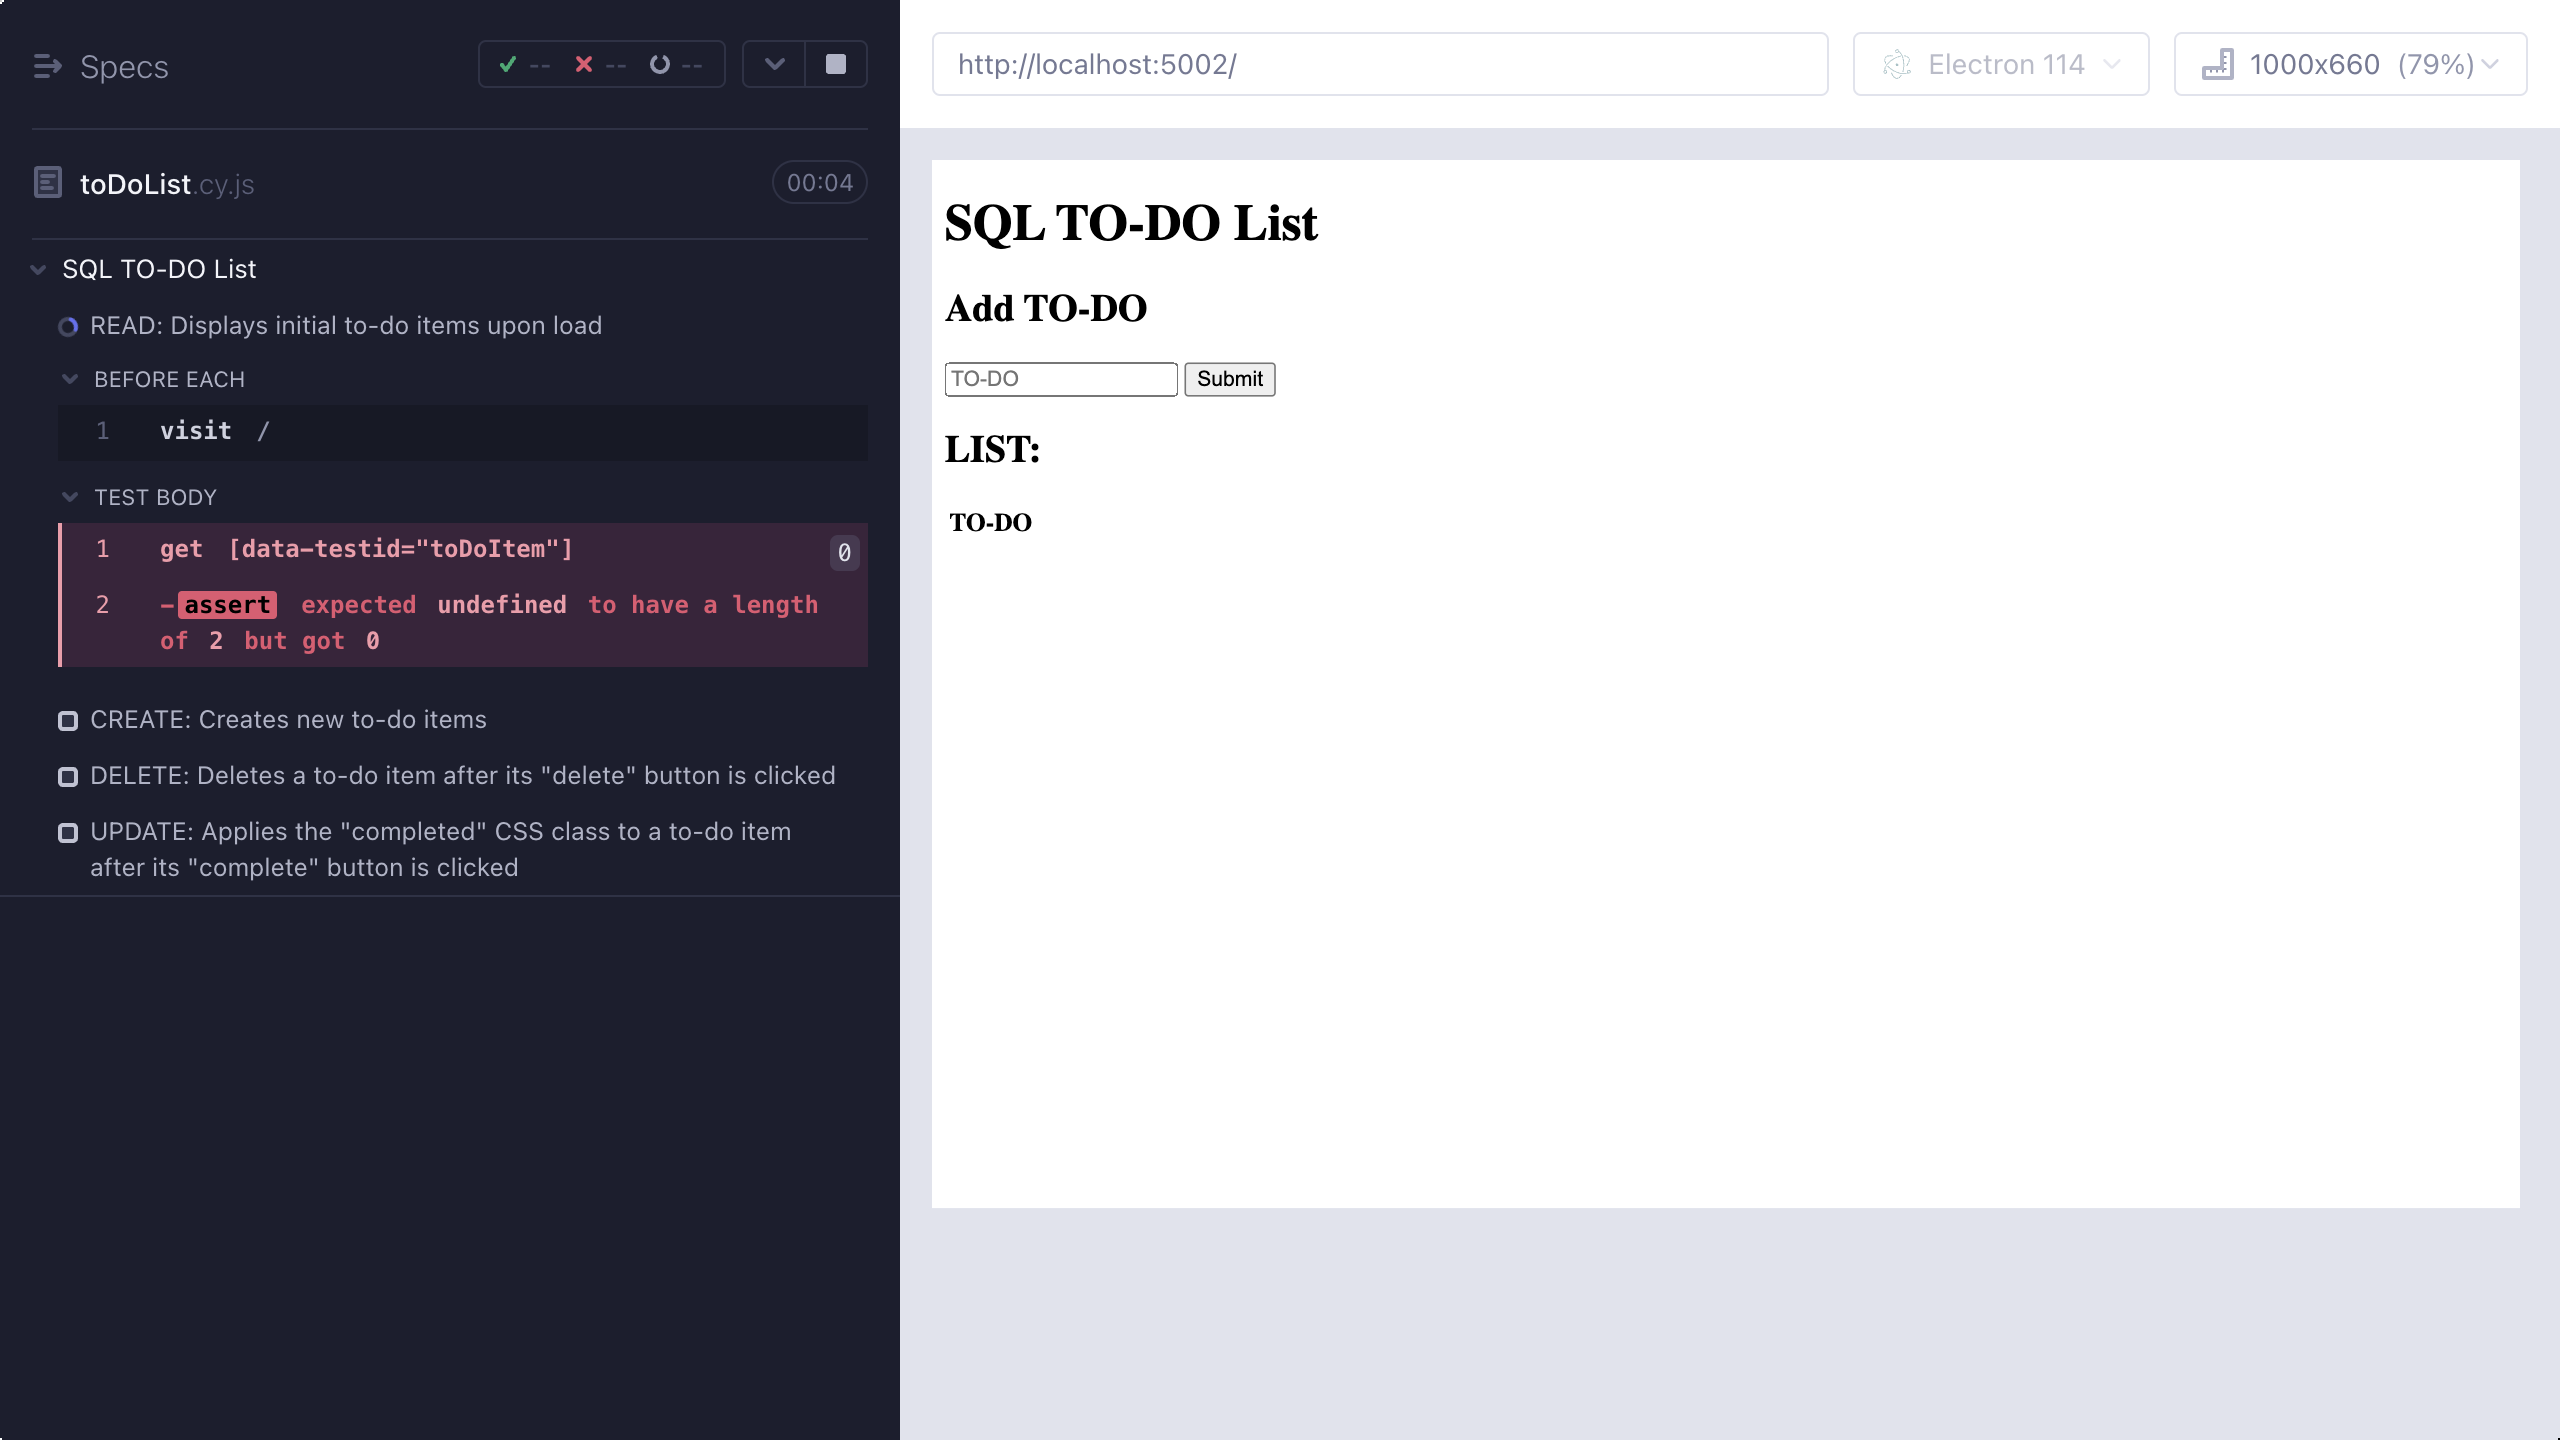 Specs
-- -- --
toDoList.cy.js
00:04
SQL TO-DO List
READ: Displays initial to-do items upon load
BEFORE EACH
1 visit /
TEST BODY
1 get [data-testid="toDoItem"] 0
2 -assert expected undefined to have a length
of 2 but got 0
CREATE: Creates new to-do items
DELETE: Deletes a to-do item after its "delete" button is clicked
UPDATE: Applies the "completed" CSS class to a to-do item
after its "complete" button is clicked
http://localhost:5002/
Electron 114
1000x660 (79%)
SQL TO-DO List
Add TO-DO
TO-DO Submit
LIST:
TO-DO